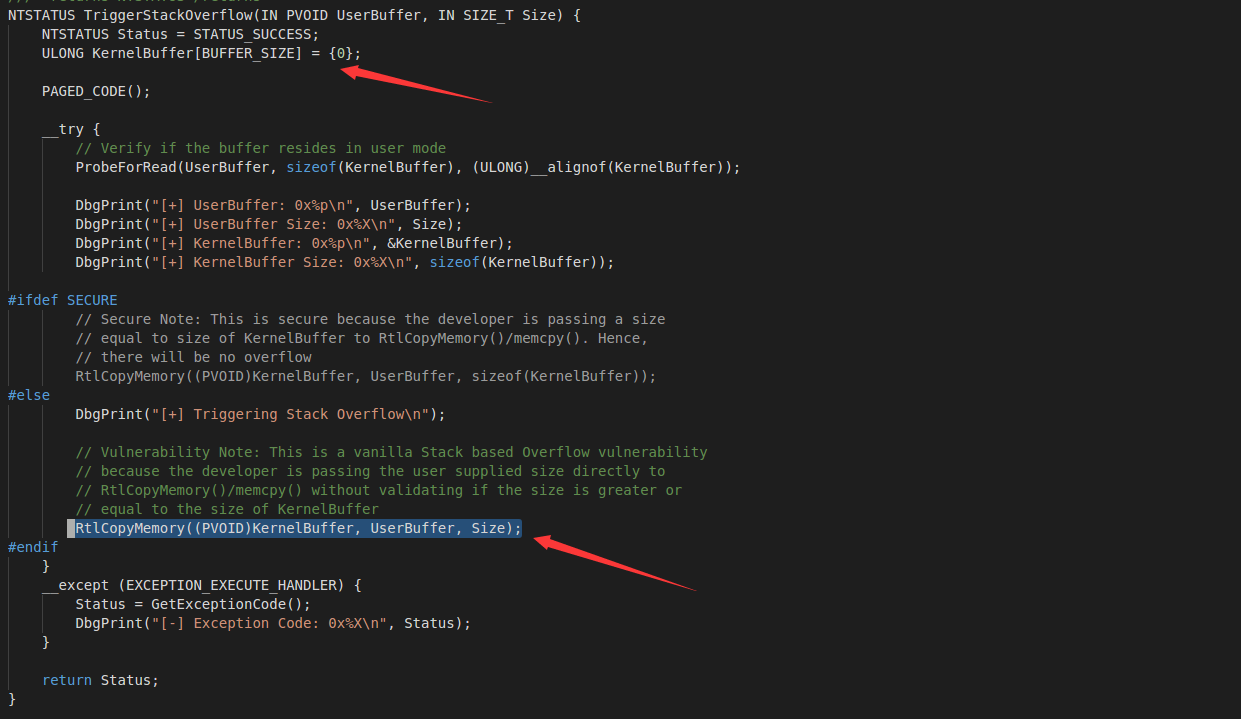 NTSTATUS TriggerStackOverflow(IN PVOID UserBuffer, IN SIZE_T Size) {
    NTSTATUS Status = STATUS_SUCCESS;
    ULONG KernelBuffer[BUFFER_SIZE] = {0};

    PAGED_CODE();

    __try {
        // Verify if the buffer resides in user mode
        ProbeForRead(UserBuffer, sizeof(KernelBuffer), (ULONG)__alignof(KernelBuffer));

        DbgPrint("[+] UserBuffer: 0x%p\n", UserBuffer);
        DbgPrint("[+] UserBuffer Size: 0x%X\n", Size);
        DbgPrint("[+] KernelBuffer: 0x%p\n", &KernelBuffer);
        DbgPrint("[+] KernelBuffer Size: 0x%X\n", sizeof(KernelBuffer));

#ifdef SECURE
        // Secure Note: This is secure because the developer is passing a size
        // equal to size of KernelBuffer to RtlCopyMemory()/memcpy(). Hence,
        // there will be no overflow
        RtlCopyMemory((PVOID)KernelBuffer, UserBuffer, sizeof(KernelBuffer));
#else
        DbgPrint("[+] Triggering Stack Overflow\n");

        // Vulnerability Note: This is a vanilla Stack based Overflow vulnerability
        // because the developer is passing the user supplied size directly to
        // RtlCopyMemory()/memcpy() without validating if the size is greater or
        // equal to the size of KernelBuffer
        RtlCopyMemory((PVOID)KernelBuffer, UserBuffer, Size);
#endif
    }
    __except (EXCEPTION_EXECUTE_HANDLER) {
        Status = GetExceptionCode();
        DbgPrint("[-] Exception Code: 0x%X\n", Status);
    }

    return Status;
}